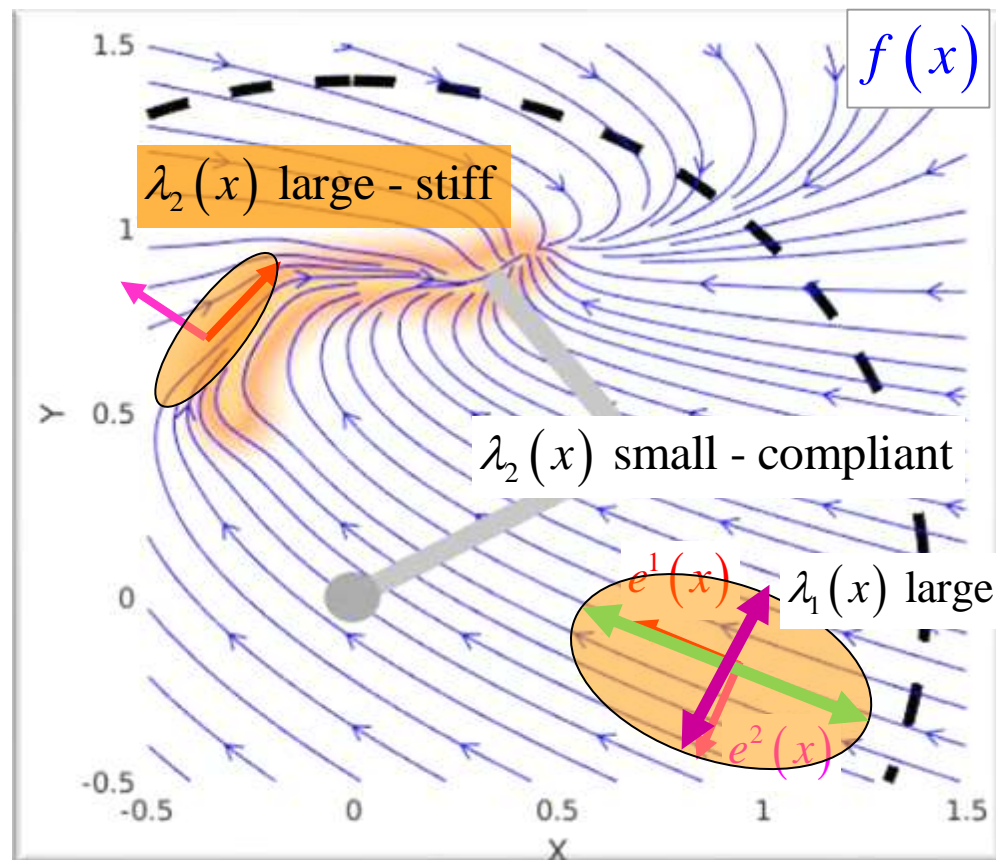 1.5
f(x)
λ₂(x) large - stiff
1
Y
0.5
λ₂(x) small - compliant
e¹(x)
λ₁(x) large
0
e²(x)
-0.5
-0.5 0 0.5 1 1.5
X